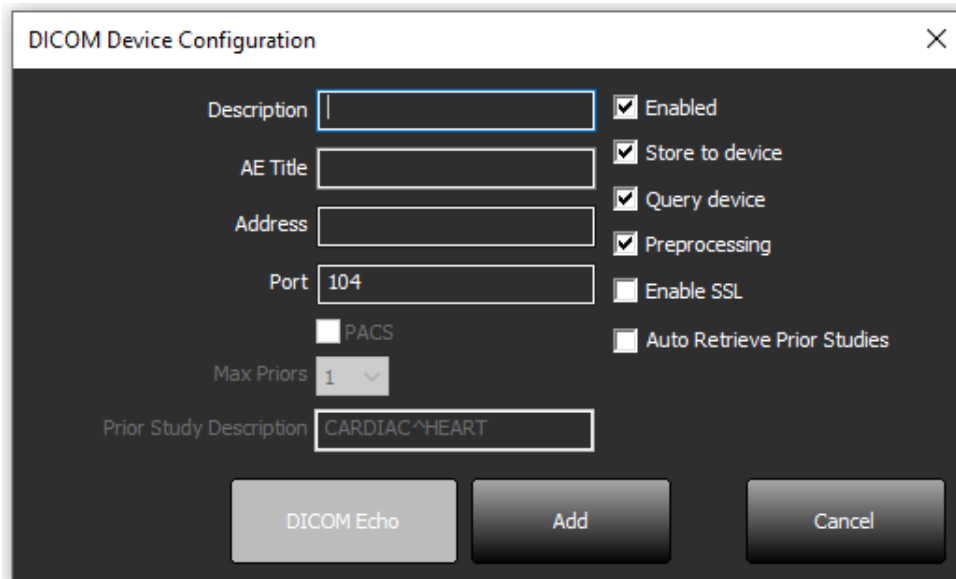 DICOM Device Configuration
Description
Enabled
AE Title
Store to device
Address
Query device
Preprocessing
Port 104
Enable SSL
PACS
Auto Retrieve Prior Studies
Max Priors 1
Prior Study Description CARDIAC^HEART
DICOM Echo
Add
Cancel